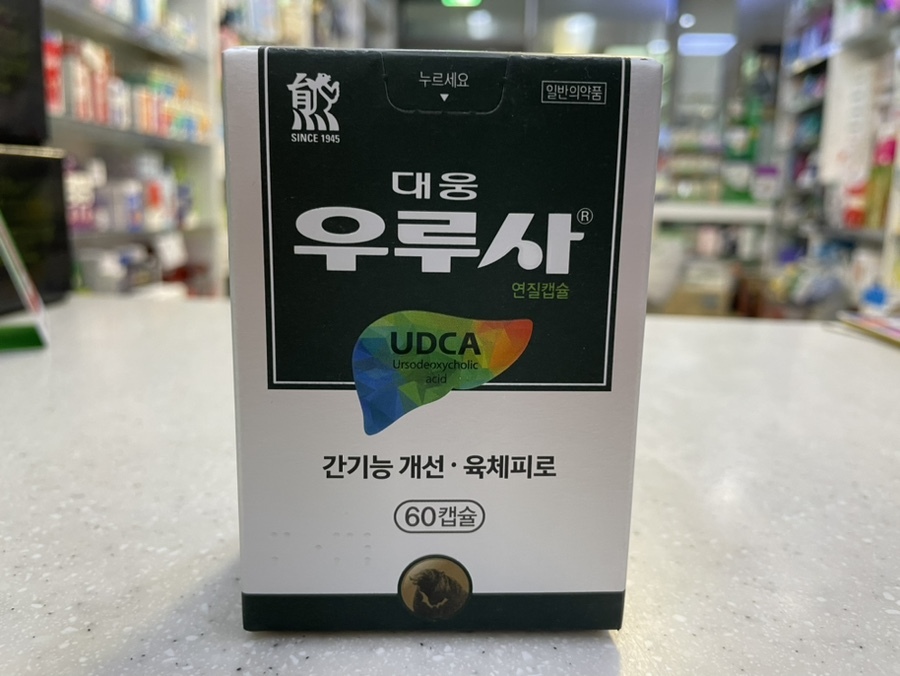 누르세요
일반의약품
SINCE 1945
대웅
우루사®
연질캡슐
UDCA
Ursodeoxycholic
acid
간기능 개선 · 육체피로
60캡슐